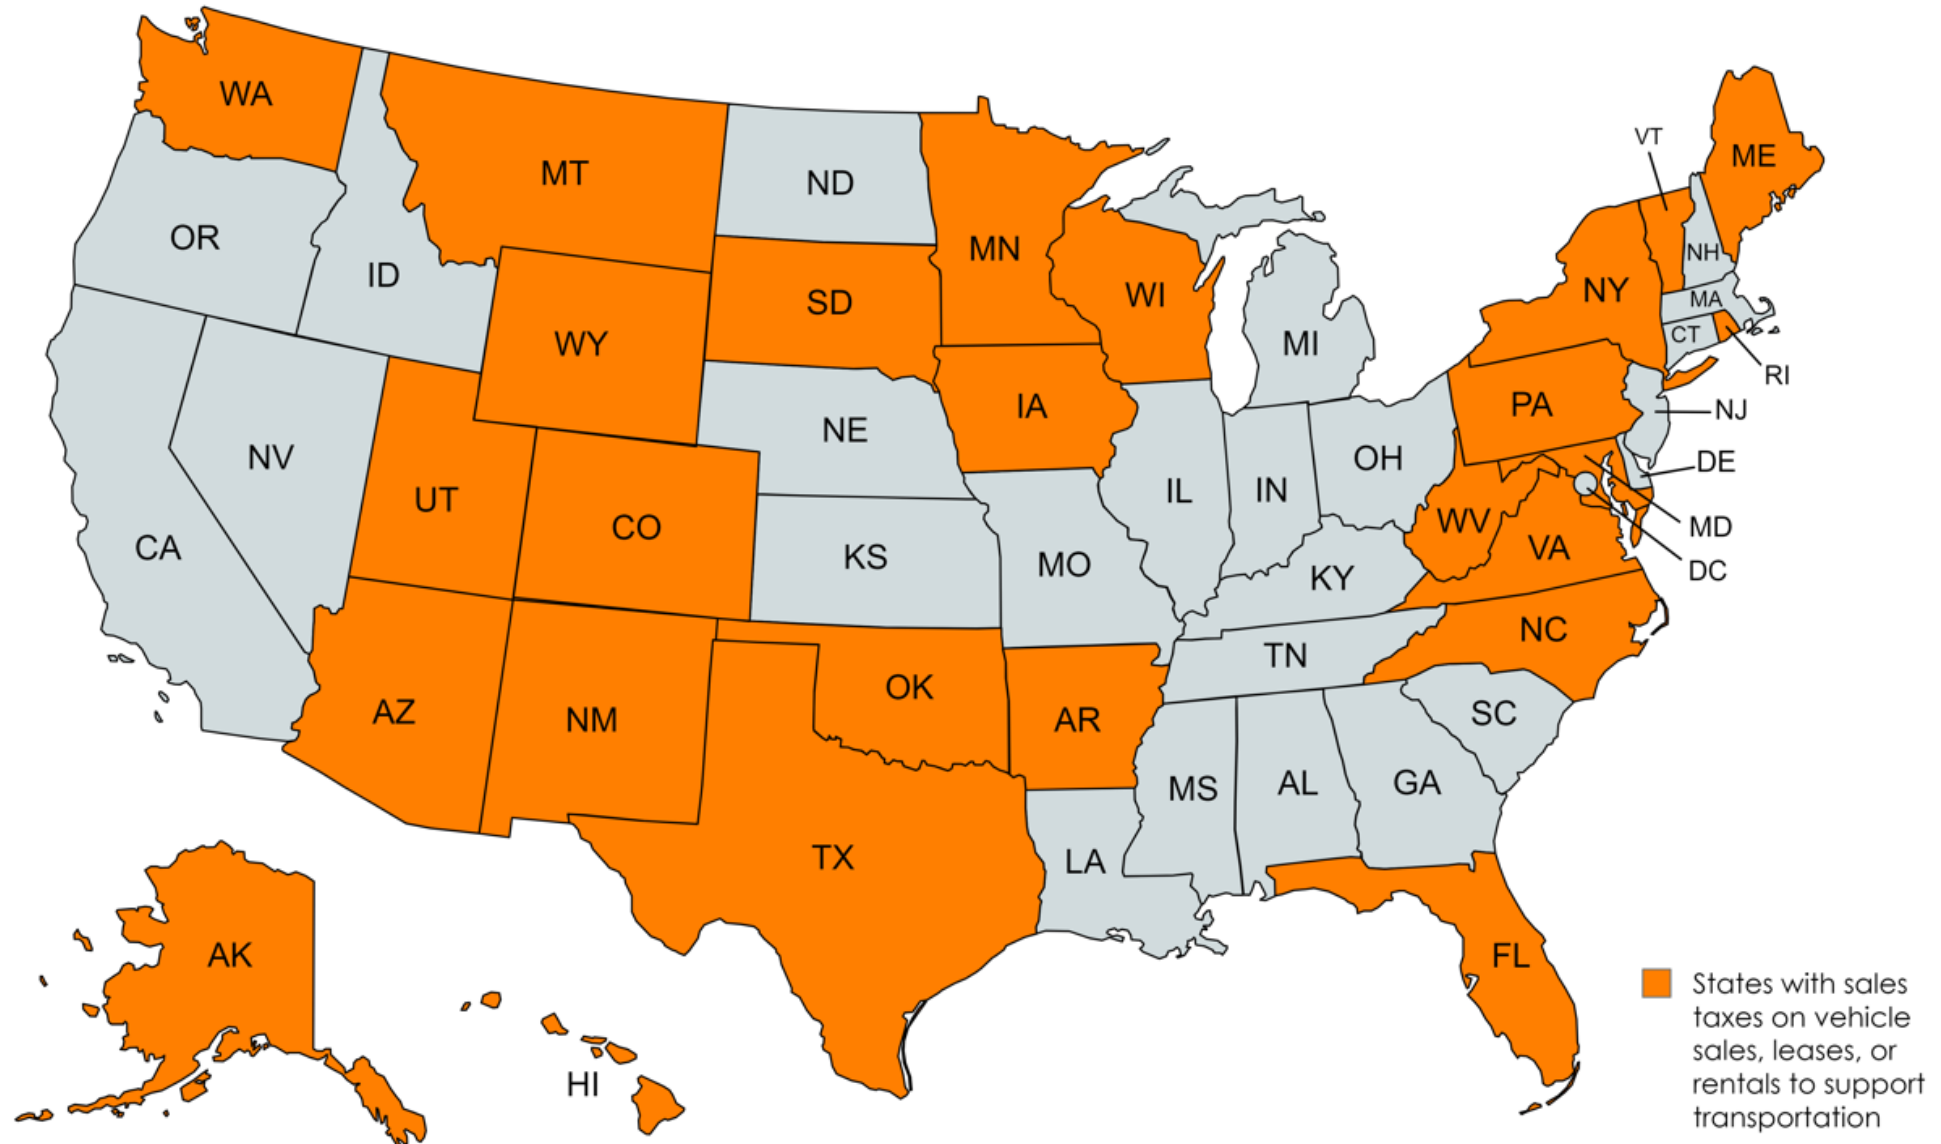 WA
MT
ND
MN
VT
ME
OR
ID
SD
WI
NH
NY
MA
CT
RI
WY
MI
IA
PA
NJ
NE
NV
UT
CO
IL
IN
OH
DE
CA
KS
MO
WV
VA
MD
DC
KY
NC
TN
AZ
NM
OK
AR
SC
MS
AL
GA
TX
LA
AK
FL
HI
States with sales
taxes on vehicle
sales, leases, or
rentals to support
transportation